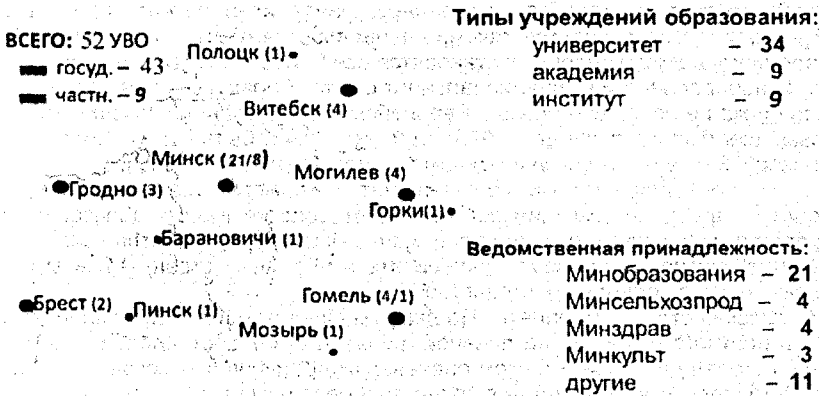 ВСЕГО: 52 УВО
госуд. – 43
частн. – 9
Типы учреждений образования:
университет – 34
академия – 9
институт – 9
Полоцк (1)
Витебск (4)
Минск (21/8)
Могилев (4)
Гродно (3)
Горки(1)
Барановичи (1)
Брест (2)
Пинск (1)
Гомель (4/1)
Мозырь (1)
Ведомственная принадлежность:
Минобразования – 21
Минсельхозпрод – 4
Минздрав – 4
Минкульт – 3
другие – 11